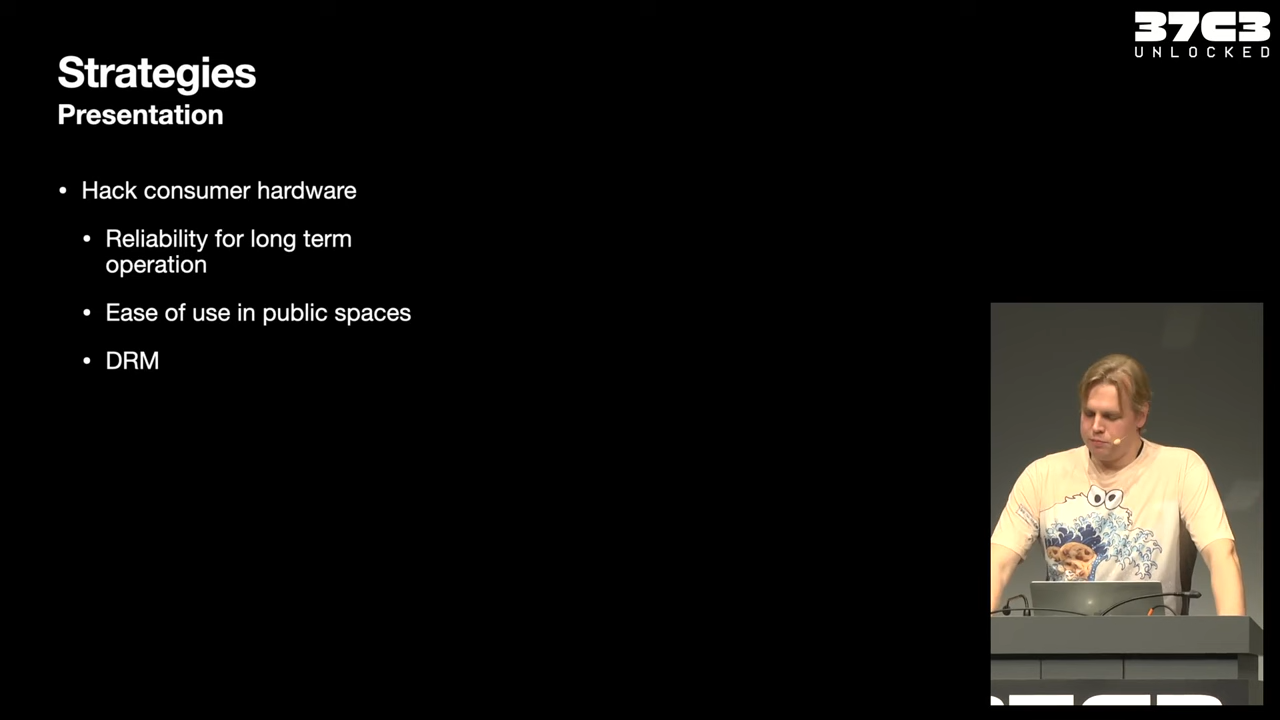 37C3
UNLOCKED
Strategies
Presentation
• Hack consumer hardware
• Reliability for long term
operation
• Ease of use in public spaces
• DRM